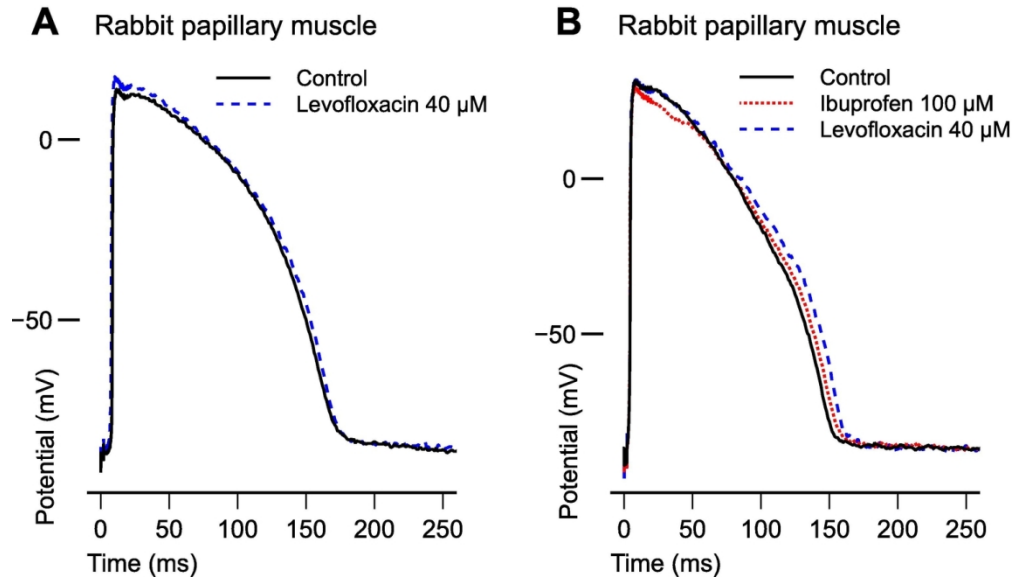 A Rabbit papillary muscle
Control
Levofloxacin 40 µM
0
−50
Potential (mV)
0 50 100 150 200 250
Time (ms)
B Rabbit papillary muscle
Control
Ibuprofen 100 µM
Levofloxacin 40 µM
0
−50
Potential (mV)
0 50 100 150 200 250
Time (ms)